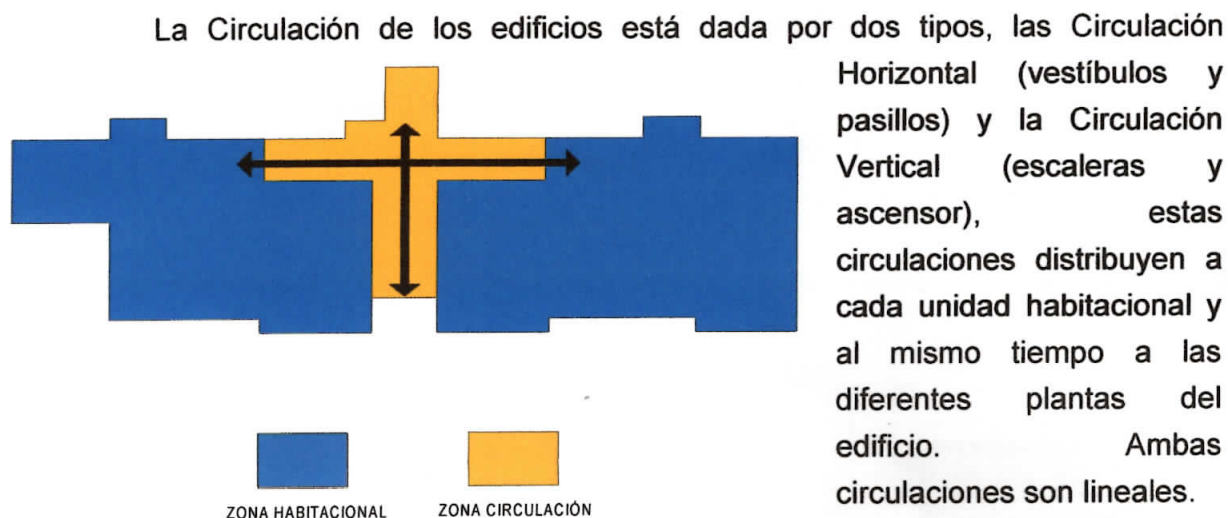 La Circulación de los edificios está dada por dos tipos, las Circulación
Horizontal (vestíbulos y
pasillos) y la Circulación
Vertical (escaleras y
ascensor), estas
circulaciones distribuyen a
cada unidad habitacional y
al mismo tiempo a las
diferentes plantas del
edificio. Ambas
circulaciones son lineales.
ZONA HABITACIONAL
ZONA CIRCULACIÓN